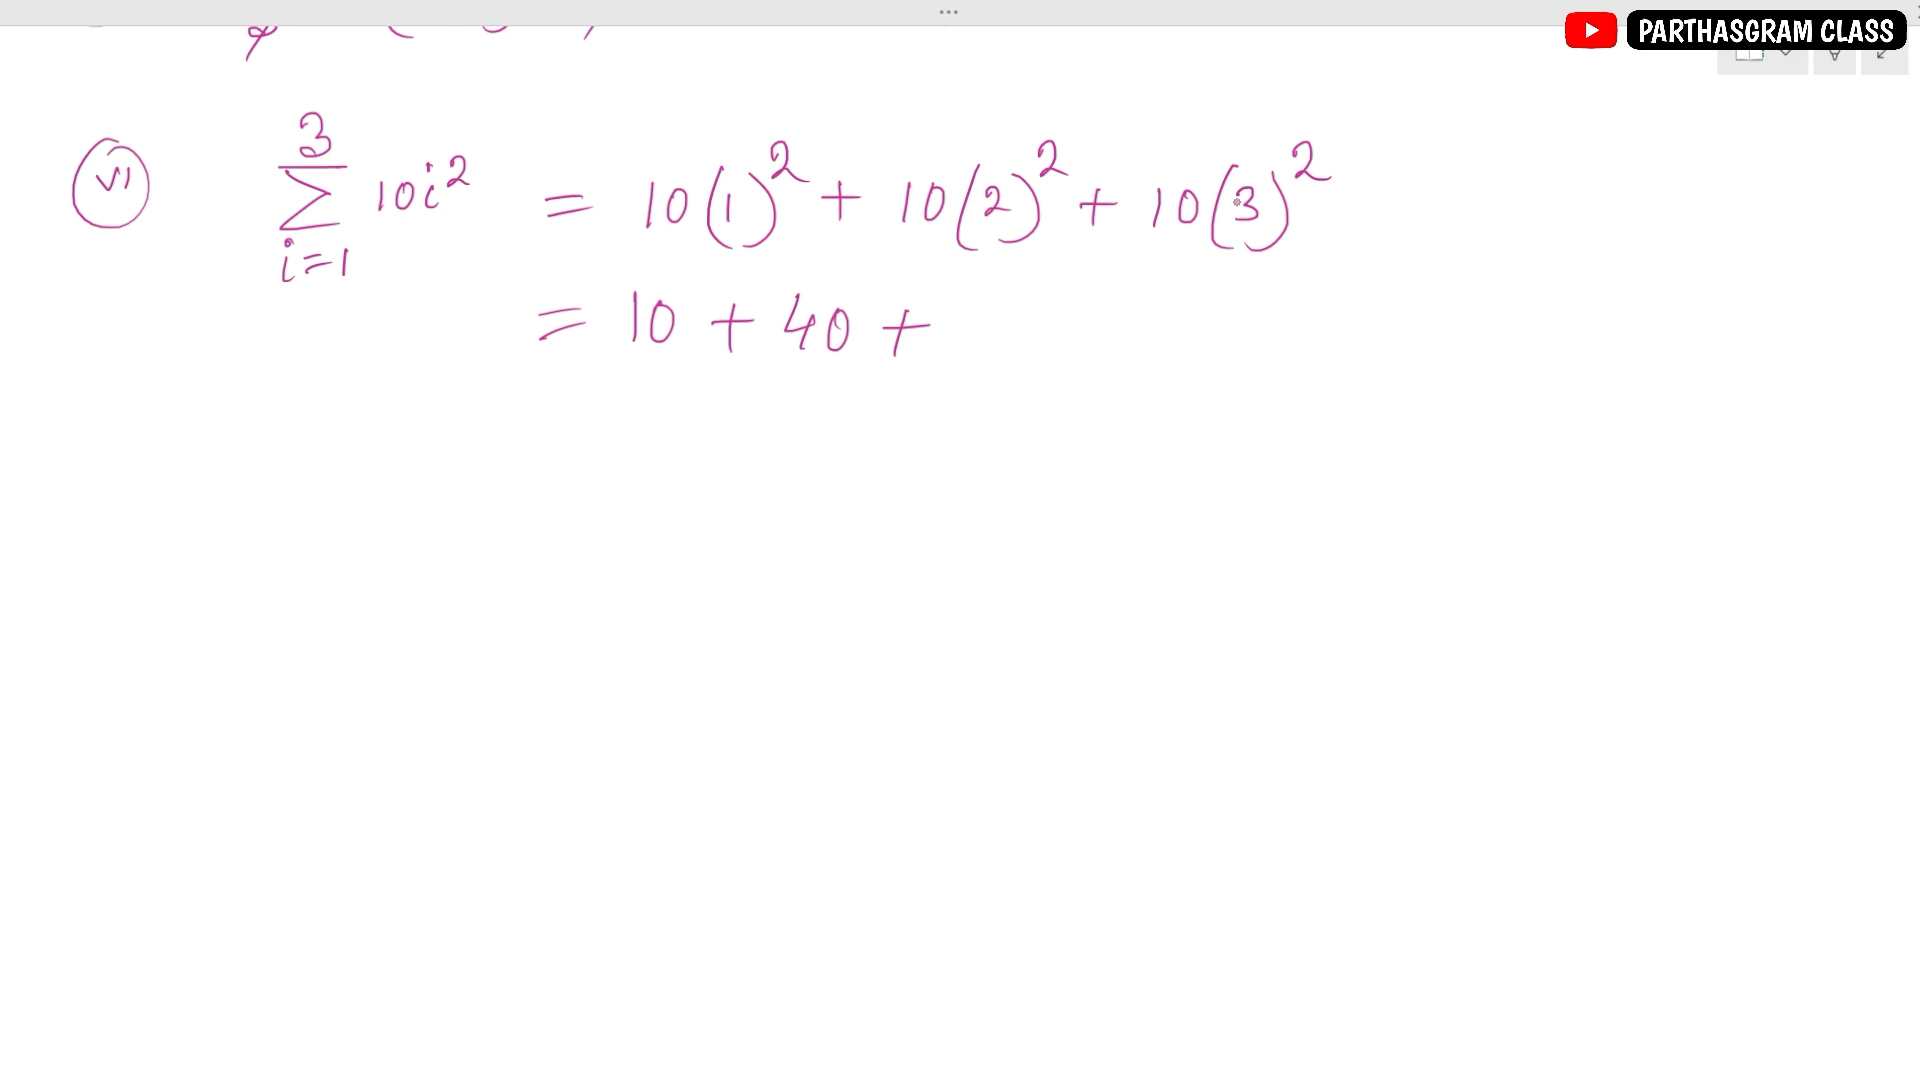 PARTHASGRAM CLASS
(vi) 3∑i=1 10i² = 10(1)² + 10(2)² + 10(3)²
= 10 + 40 +